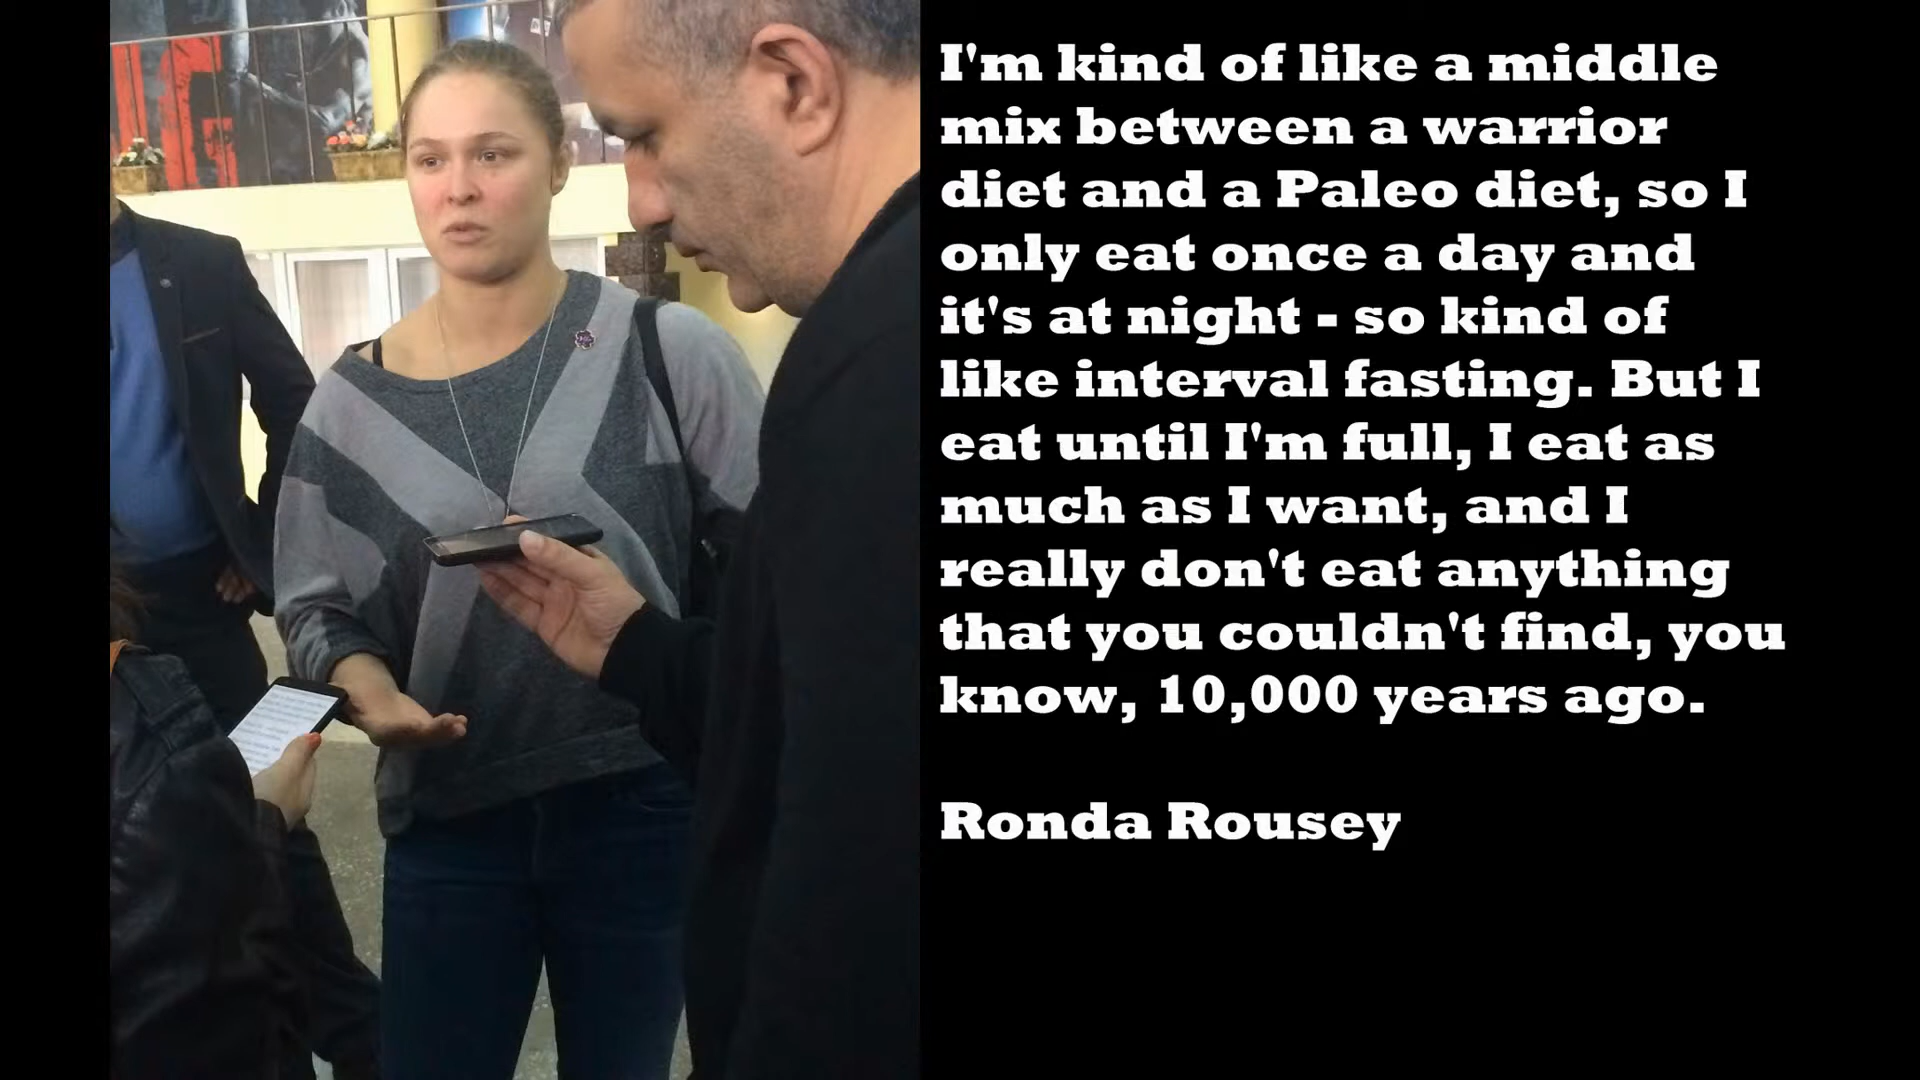 I'm kind of like a middle
mix between a warrior
diet and a Paleo diet, so I
only eat once a day and
it's at night - so kind of
like interval fasting. But I
eat until I'm full, I eat as
much as I want, and I
really don't eat anything
that you couldn't find, you
know, 10,000 years ago.
Ronda Rousey